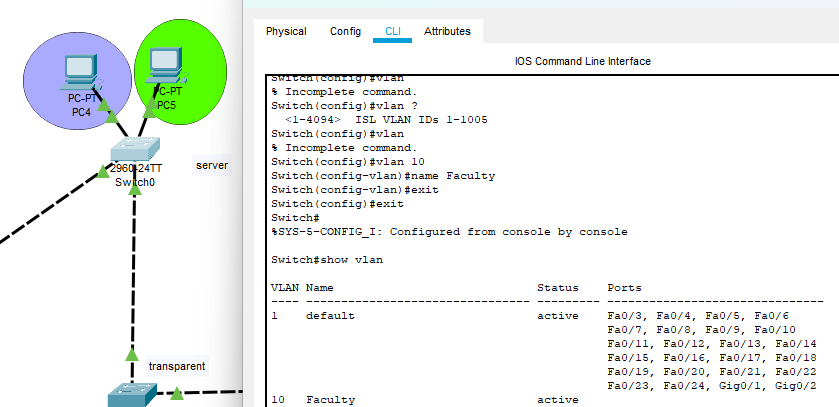 Physical Config CLI Attributes
IOS Command Line Interface
PC-PT
PC4
PC-PT
PC5
2960-24TT
Switch0
server
transparent
Switch(config)#vlan
% Incomplete command.
Switch(config)#vlan ?
<1-4094> ISL VLAN IDs 1-1005
Switch(config)#vlan
% Incomplete command.
Switch(config)#vlan 10
Switch(config-vlan)#name Faculty
Switch(config-vlan)#exit
Switch(config)#exit
Switch#
%SYS-5-CONFIG_I: Configured from console by console
Switch#show vlan
VLAN Name Status Ports
---- -------------------------------- --------- -------------------------------
1 default active Fa0/3, Fa0/4, Fa0/5, Fa0/6
Fa0/7, Fa0/8, Fa0/9, Fa0/10
Fa0/11, Fa0/12, Fa0/13, Fa0/14
Fa0/15, Fa0/16, Fa0/17, Fa0/18
Fa0/19, Fa0/20, Fa0/21, Fa0/22
Fa0/23, Fa0/24, Gig0/1, Gig0/2
10 Faculty active